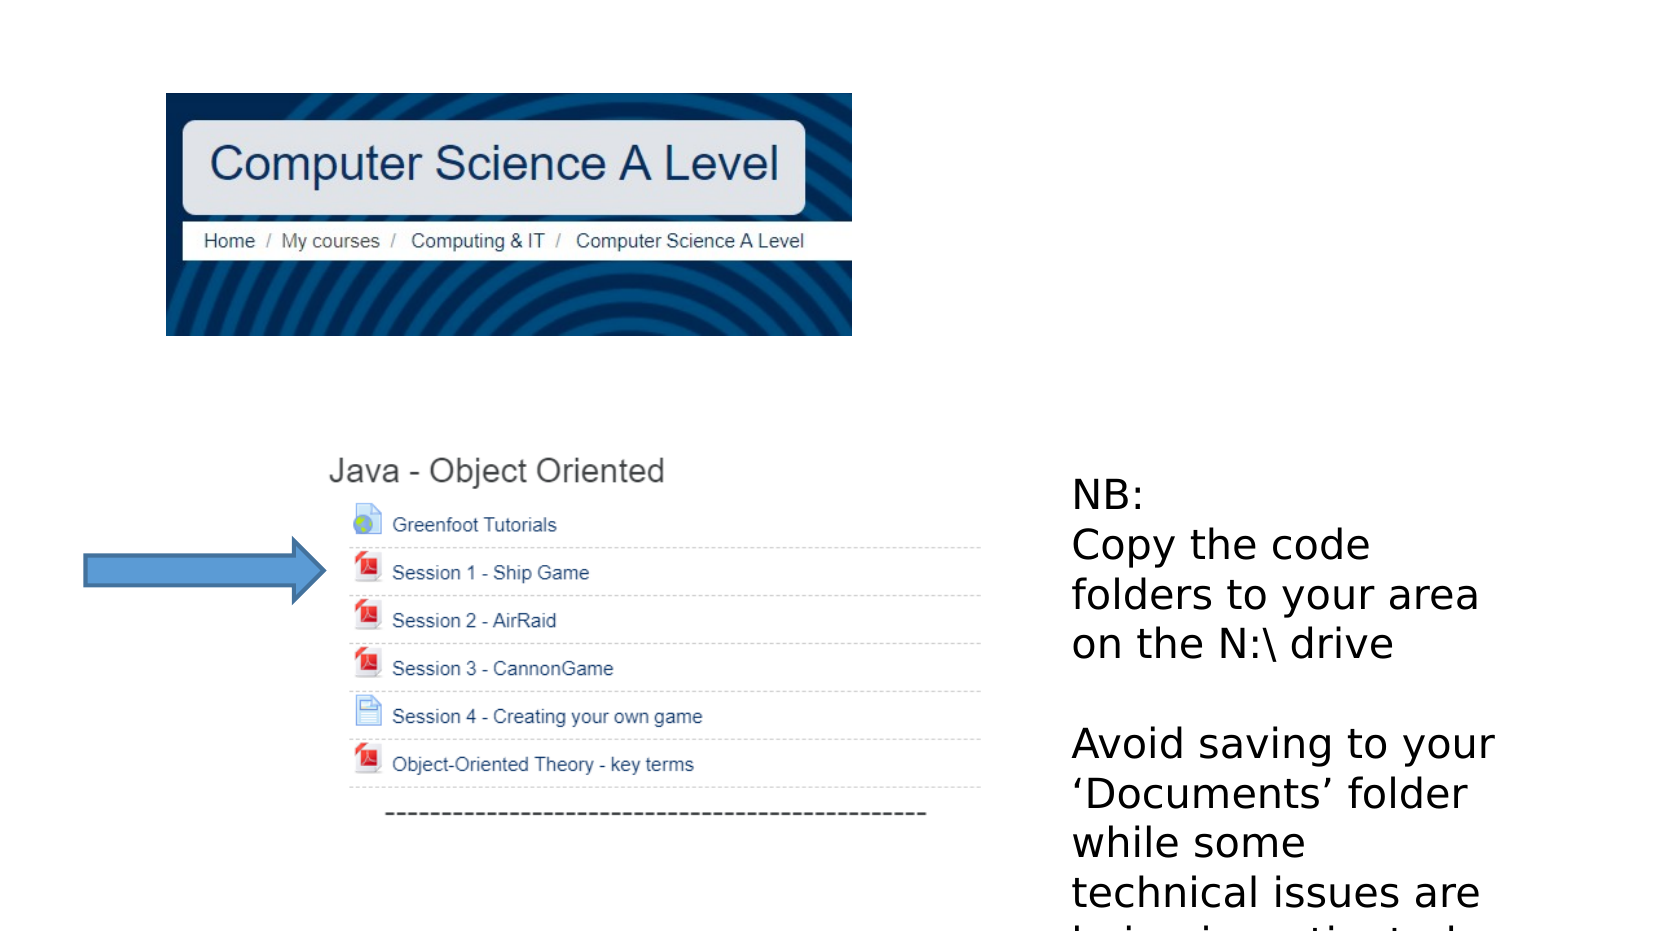 Computer Science A Level
Home / My courses / Computing & IT / Computer Science A Level
Java - Object Oriented
Greenfoot Tutorials
Session 1 - Ship Game
Session 2 - AirRaid
Session 3 - CannonGame
Session 4 - Creating your own game
Object-Oriented Theory - key terms
------------------------------------------------
NB:
Copy the code
folders to your area
on the N:\ drive
Avoid saving to your
‘Documents’ folder
while some
technical issues are